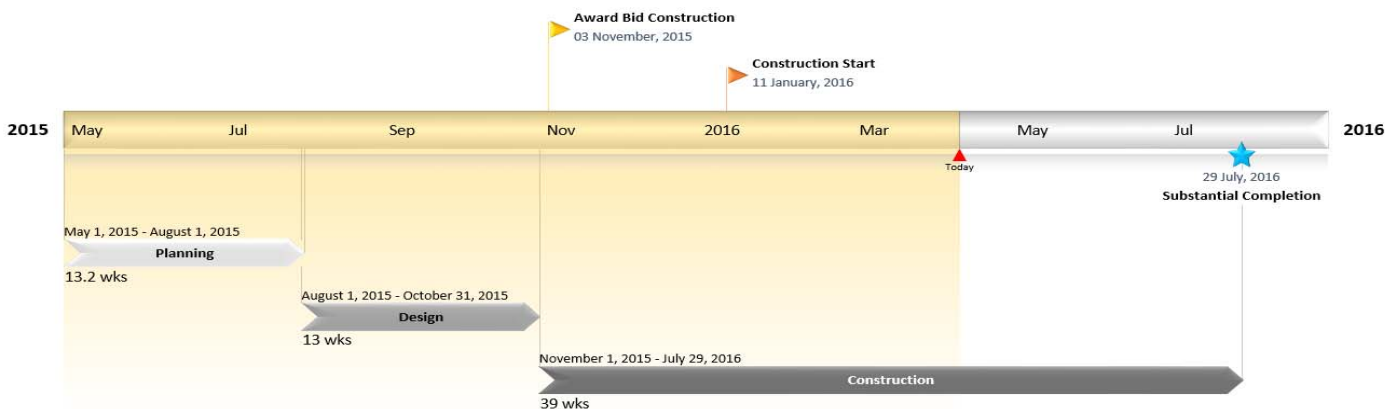 Award Bid Construction
03 November, 2015
Construction Start
11 January, 2016
2015 May Jul Sep Nov 2016 Mar May Jul 2016
Today
29 July, 2016
Substantial Completion
May 1, 2015 - August 1, 2015
Planning
13.2 wks
August 1, 2015 - October 31, 2015
Design
13 wks
November 1, 2015 - July 29, 2016
Construction
39 wks